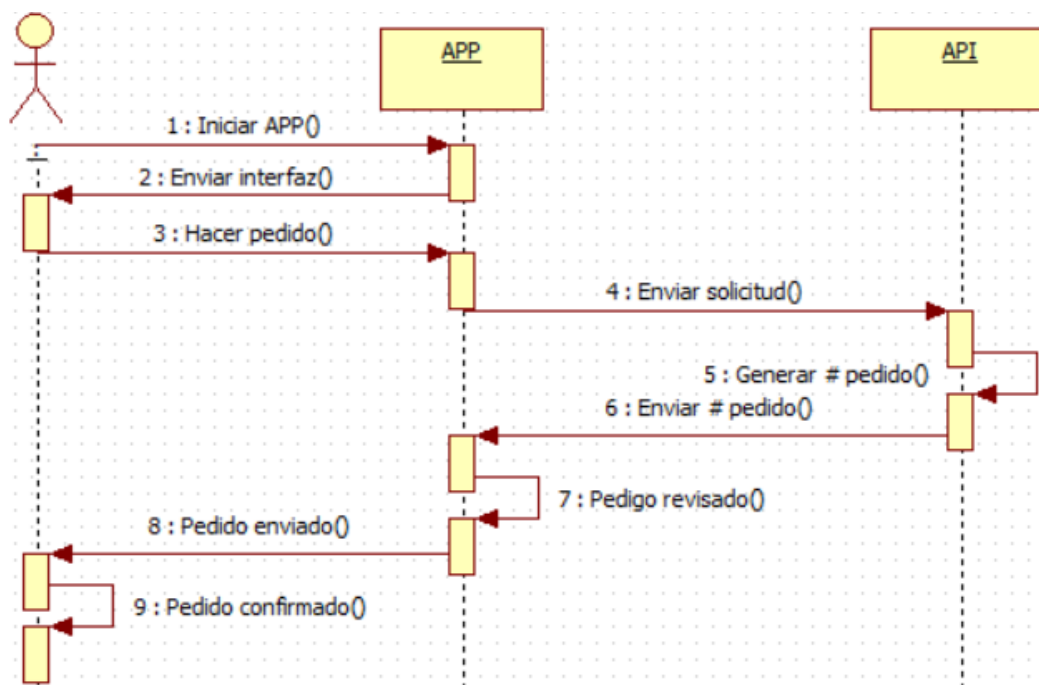 APP
API
1 : Iniciar APP()
2 : Enviar interfaz()
3 : Hacer pedido()
4 : Enviar solicitud()
5 : Generar # pedido()
6 : Enviar # pedido()
7 : Pedigo revisado()
8 : Pedido enviado()
9 : Pedido confirmado()